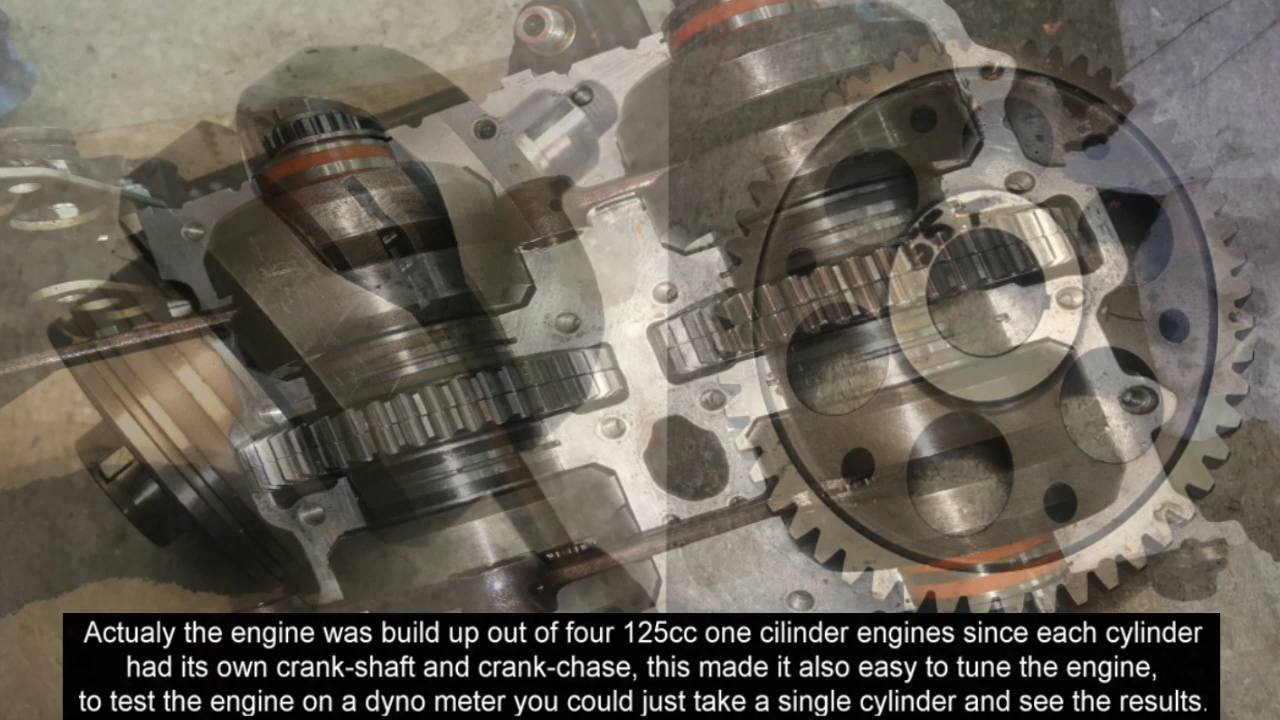 Actualy the engine was build up out of four 125cc one cilinder engines since each cylinder
had its own crank-shaft and crank-chase, this made it also easy to tune the engine,
to test the engine on a dyno meter you could just take a single cylinder and see the results.